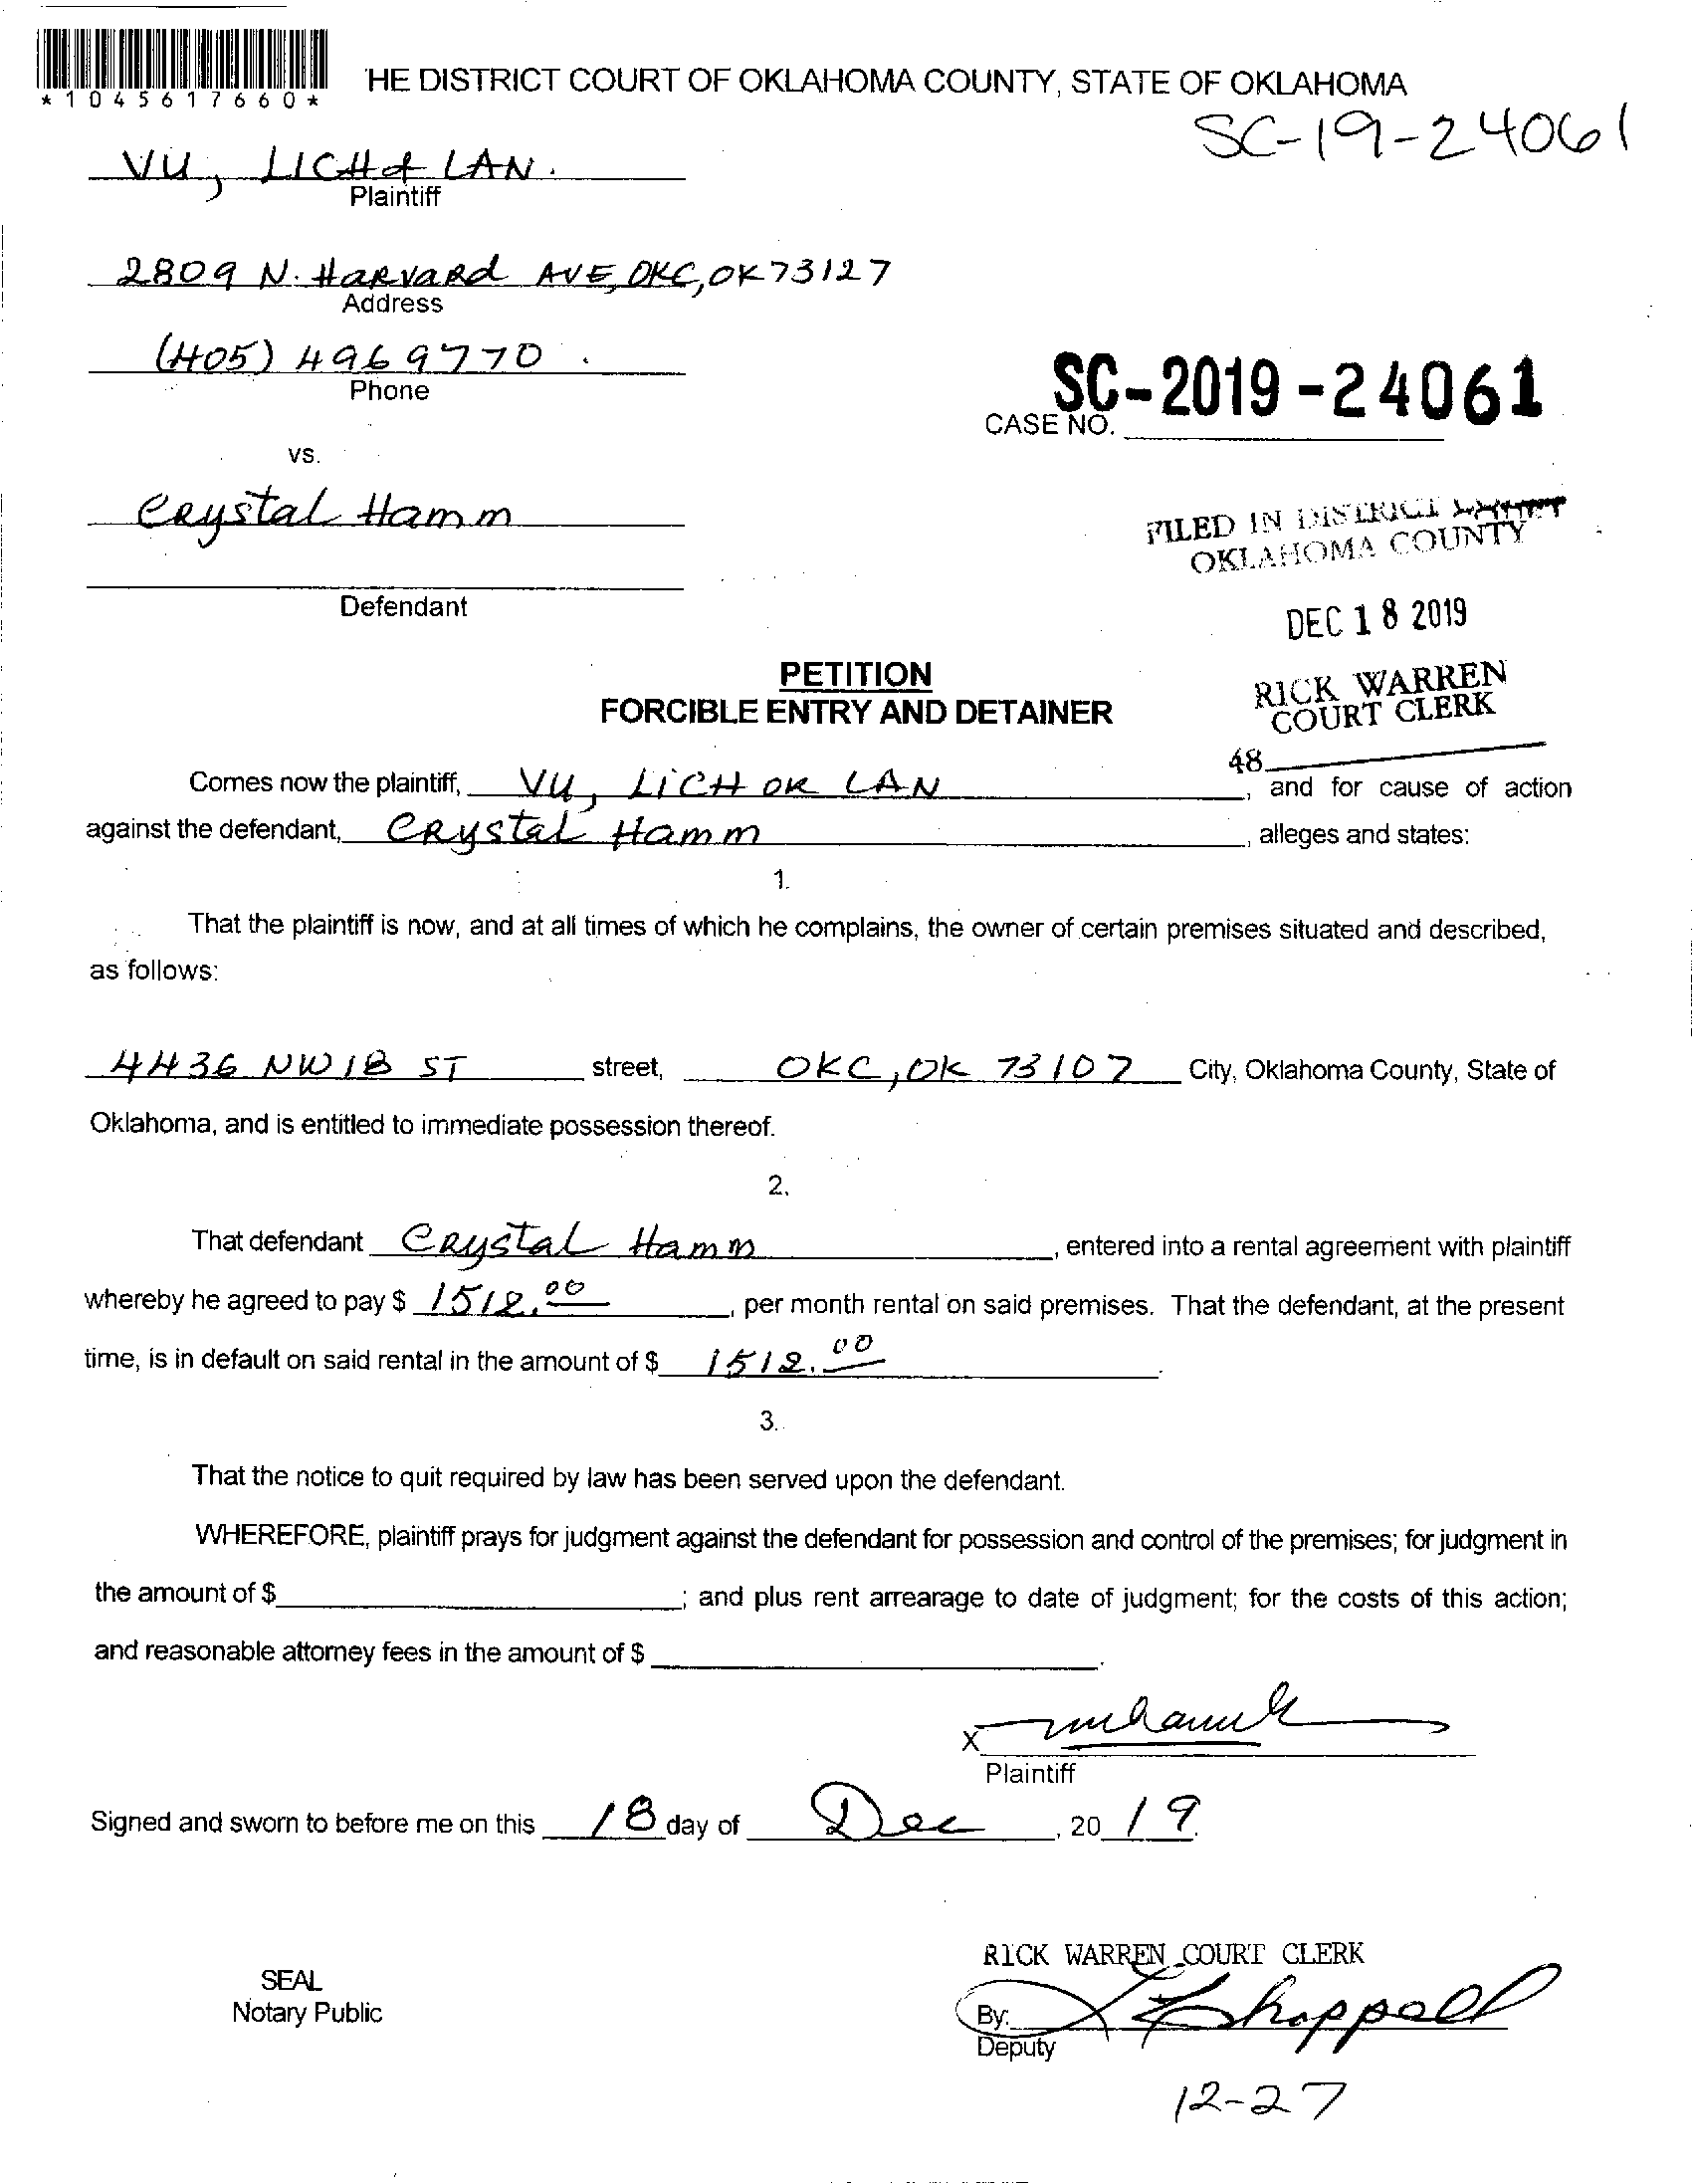 *1045617660*
HE DISTRICT COURT OF OKLAHOMA COUNTY, STATE OF OKLAHOMA
SC-19-24061
VU, LICH & LAN.
Plaintiff
2809 N. HARVARD AVE, OKC, OK 73127
Address
(405) 4969770.
Phone
SC-2019-24061
CASE NO.
vs.
CRystal Hamm
FILED IN DISTRICT COURT
OKLAHOMA COUNTY
Defendant
DEC 18 2019
PETITION
FORCIBLE ENTRY AND DETAINER
RICK WARREN
COURT CLERK
48
Comes now the plaintiff, VU, LiCH OR LAN, and for cause of action
against the defendant, CRystal Hamm, alleges and states:
1.
That the plaintiff is now, and at all times of which he complains, the owner of certain premises situated and described,
as follows:
4436 NW 18 ST street, OKC, OK 73107 City, Oklahoma County, State of
Oklahoma, and is entitled to immediate possession thereof.
2.
That defendant CRystal Hamm, entered into a rental agreement with plaintiff
whereby he agreed to pay $ 1512.00, per month rental on said premises. That the defendant, at the present
time, is in default on said rental in the amount of $ 1512.00.
3.
That the notice to quit required by law has been served upon the defendant.
WHEREFORE, plaintiff prays for judgment against the defendant for possession and control of the premises; for judgment in
the amount of $ ; and plus rent arrearage to date of judgment; for the costs of this action;
and reasonable attorney fees in the amount of $ .
X
Plaintiff
Signed and sworn to before me on this 18 day of Dec, 20 19.
RICK WARREN COURT CLERK
SEAL
Notary Public
By:
Deputy
12-27